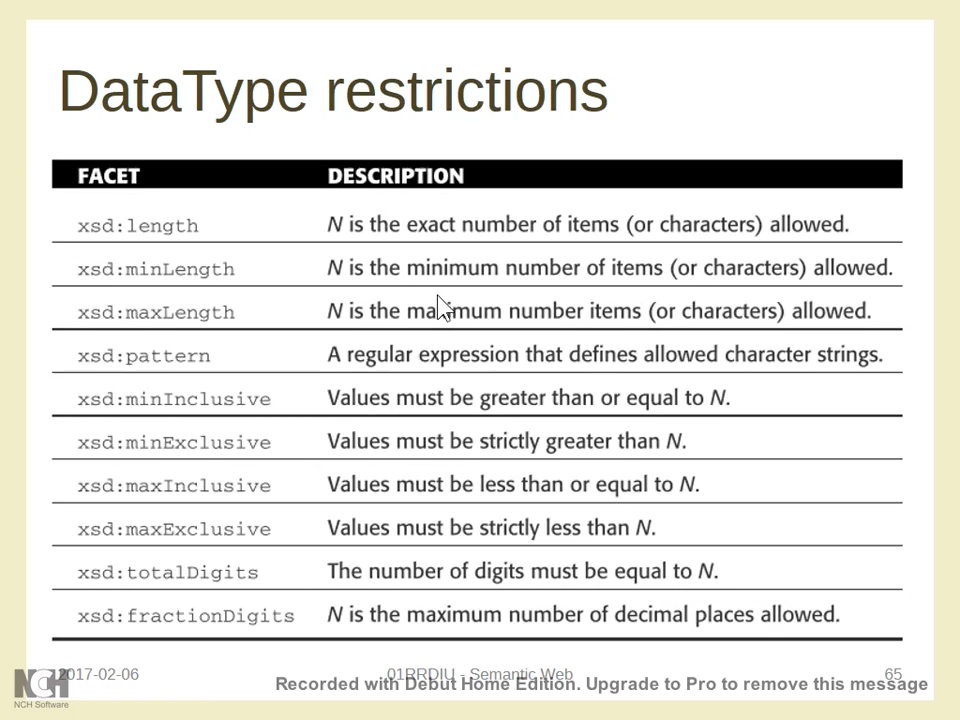 DataType restrictions
FACET DESCRIPTION
xsd:length N is the exact number of items (or characters) allowed.
xsd:minLength N is the minimum number of items (or characters) allowed.
xsd:maxLength N is the maximum number items (or characters) allowed.
xsd:pattern A regular expression that defines allowed character strings.
xsd:minInclusive Values must be greater than or equal to N.
xsd:minExclusive Values must be strictly greater than N.
xsd:maxInclusive Values must be less than or equal to N.
xsd:maxExclusive Values must be strictly less than N.
xsd:totalDigits The number of digits must be equal to N.
xsd:fractionDigits N is the maximum number of decimal places allowed.
2017-02-06 01RRDIU - Semantic Web 65
Recorded with Debut Home Edition. Upgrade to Pro to remove this message
NCH
NCH Software